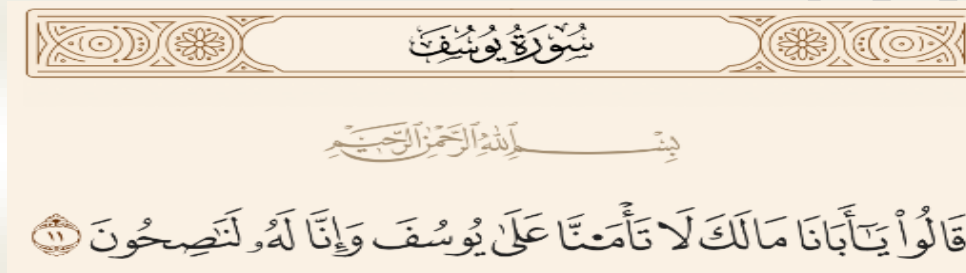 سُورَةُ يُوسُفَ
بِسْمِ ٱللَّهِ ٱلرَّحْمَٰنِ ٱلرَّحِيمِ
قَالُوا۟ يَـٰٓأَبَانَا مَا لَكَ لَا تَأْمَ۫نَّا عَلَىٰ يُوسُفَ وَإِنَّا لَهُۥ لَنَـٰصِحُونَ ١١